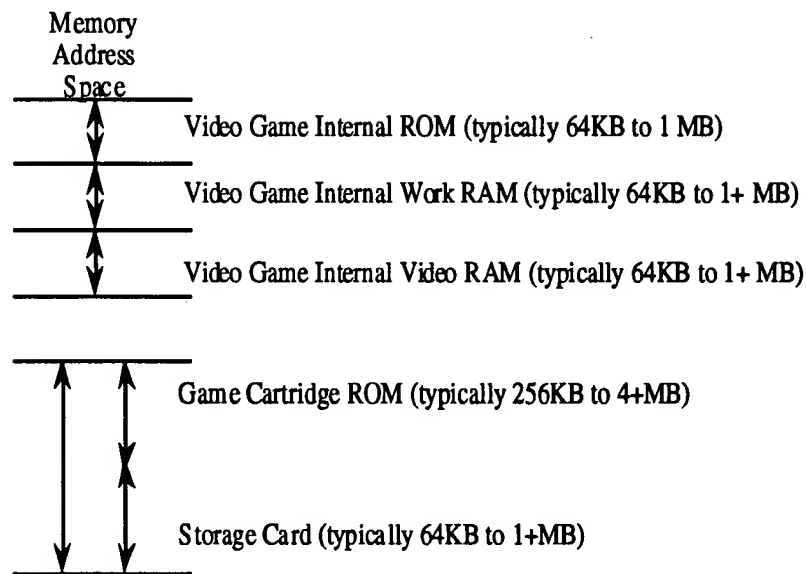 Memory
Address
Space
Video Game Internal ROM (typically 64KB to 1 MB)
Video Game Internal Work RAM (typically 64KB to 1+ MB)
Video Game Internal Video RAM (typically 64KB to 1+ MB)
Game Cartridge ROM (typically 256KB to 4+MB)
Storage Card (typically 64KB to 1+MB)